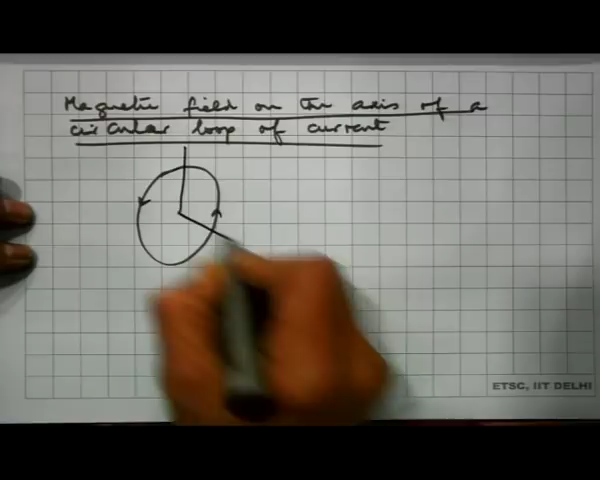 Magnetic field on the axis of a
circular loop of current
ETSC, IIT DELHI